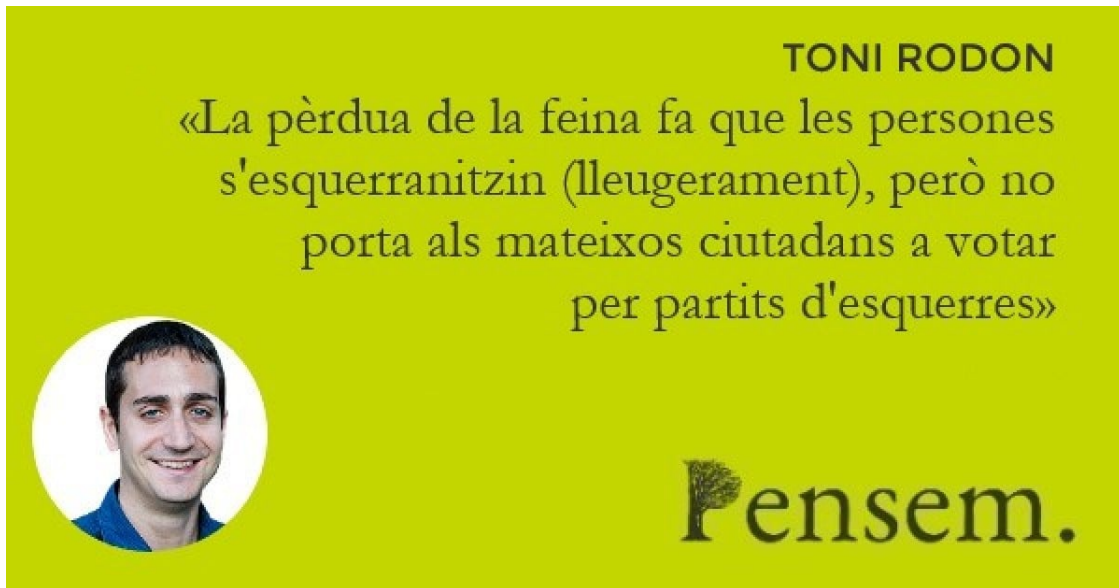 TONI RODON
«La pèrdua de la feina fa que les persones
s'esquerranitzin (lleugerament), però no
porta als mateixos ciutadans a votar
per partits d'esquerres»
Pensem.